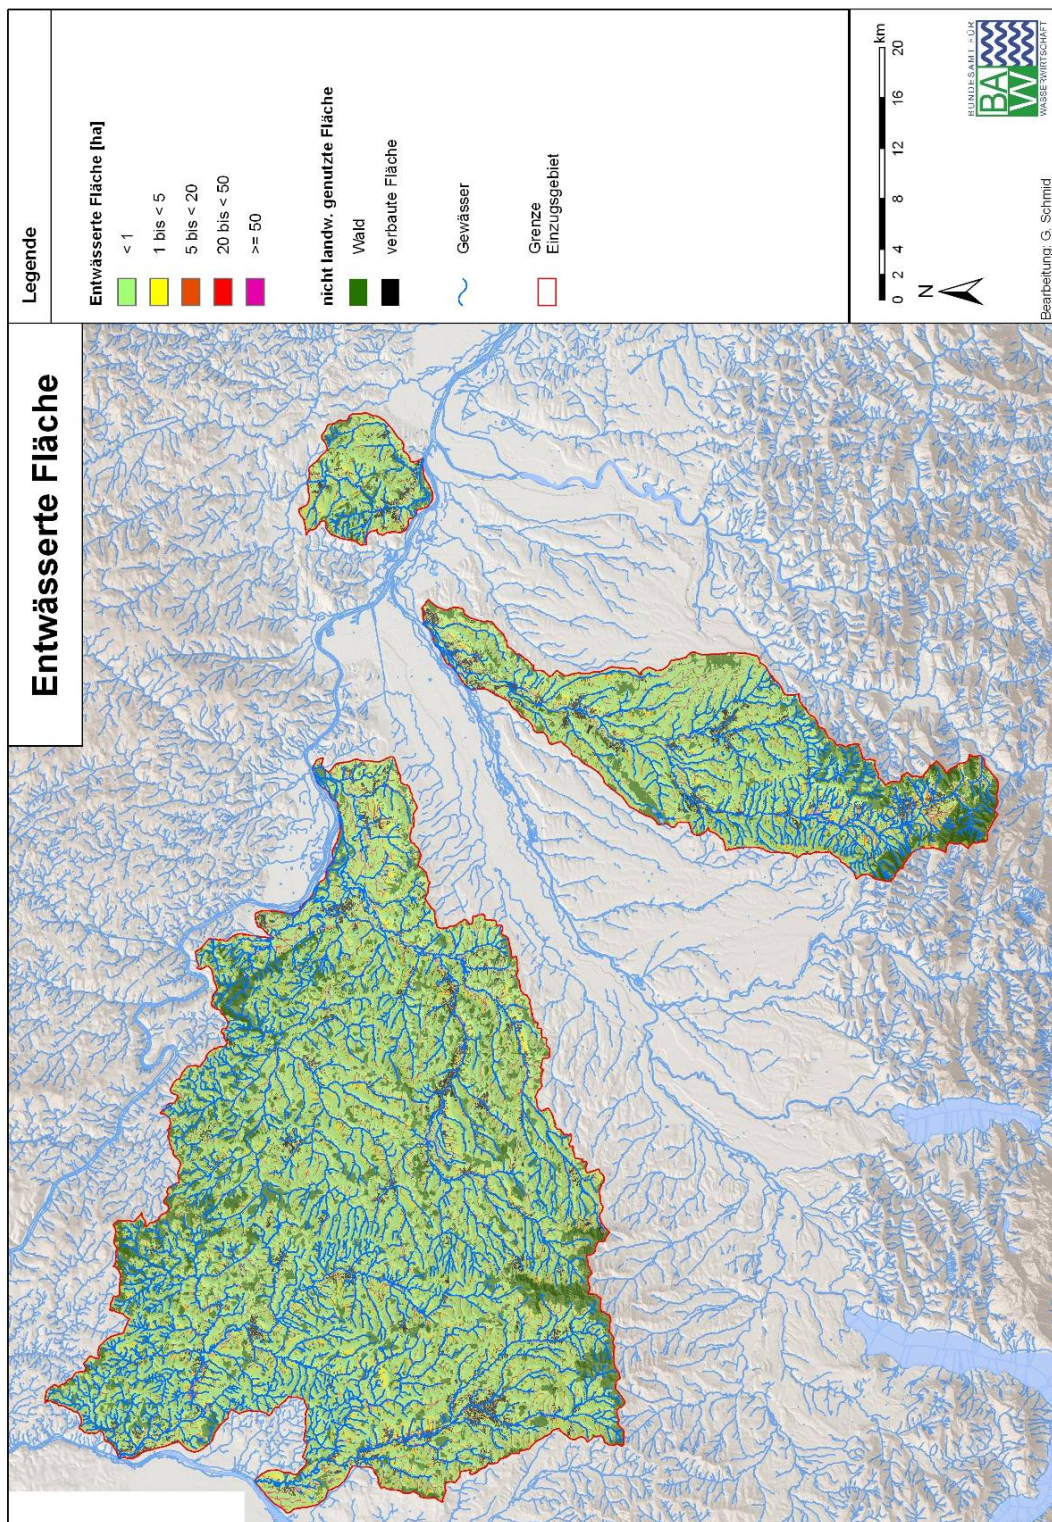 Entwässerte Fläche
Legende
Entwässerte Fläche [ha]
< 1
1 bis < 5
5 bis < 20
20 bis < 50
>= 50
nicht landw. genutzte Fläche
Wald
verbaute Fläche
Gewässer
Grenze
Einzugsgebiet
0 2 4 8 12 16 20
km
N
BUNDESAMT FÜR
BA
W
WASSERWIRTSCHAFT
Bearbeitung: G. Schmid